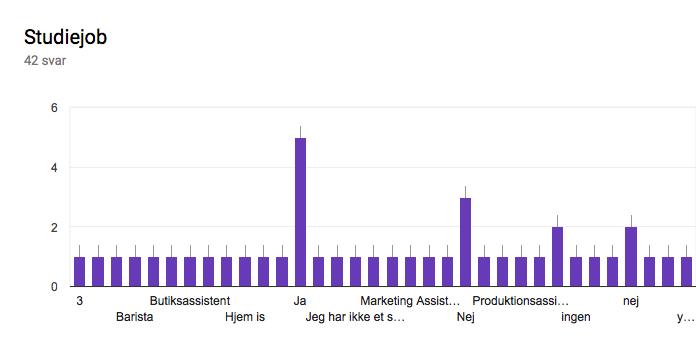 Studiejob
42 svar
6
4
2
0
3 Butiksassistent Ja Marketing Assist… Produktionsassi… nej
Barista Hjem is Jeg har ikke et s… Nej ingen y…